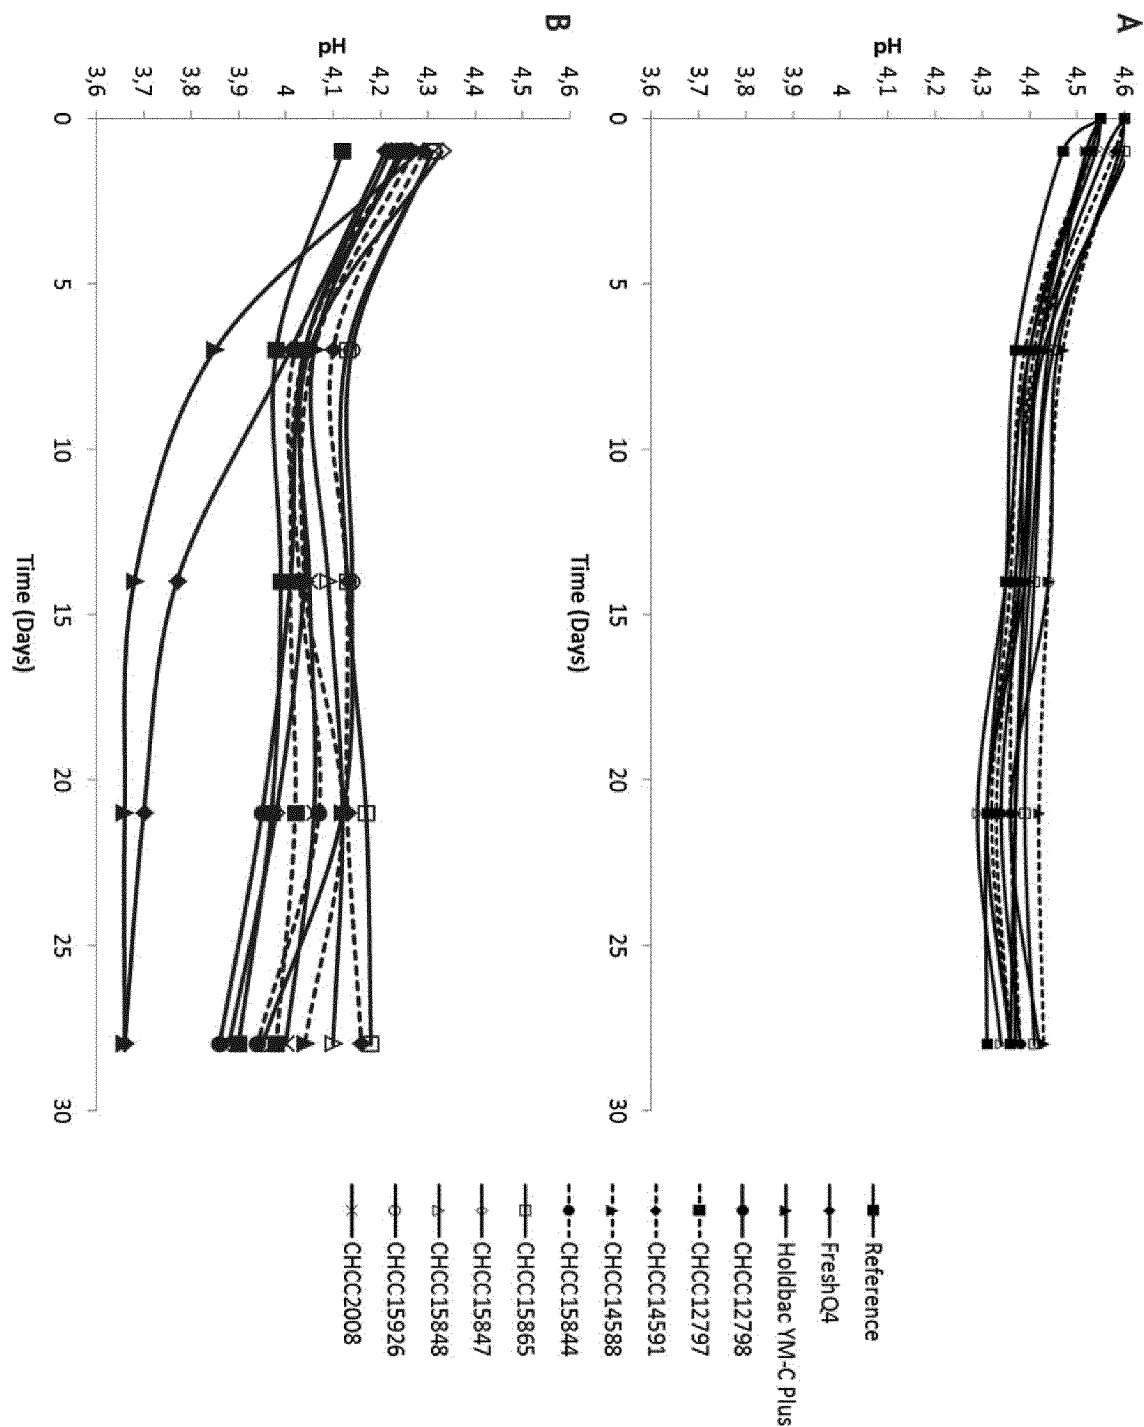 A
pH
4,6
4,5
4,4
4,3
4,2
4,1
4
3,9
3,8
3,7
3,6
0
5
10
15
20
25
30
Time (Days)
B
pH
4,6
4,5
4,4
4,3
4,2
4,1
4
3,9
3,8
3,7
3,6
0
5
10
15
20
25
30
Time (Days)
Reference
FreshQ4
Holdbac YM-C Plus
CHCC12798
CHCC12797
CHCC14591
CHCC14588
CHCC15844
CHCC15865
CHCC15847
CHCC15848
CHCC15926
CHCC2008